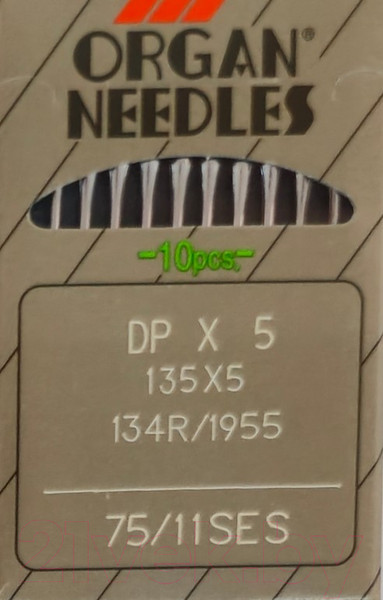 ORGAN®
NEEDLES
-10pcs.-
DP X 5
135X5
134R/1955
75/11SES